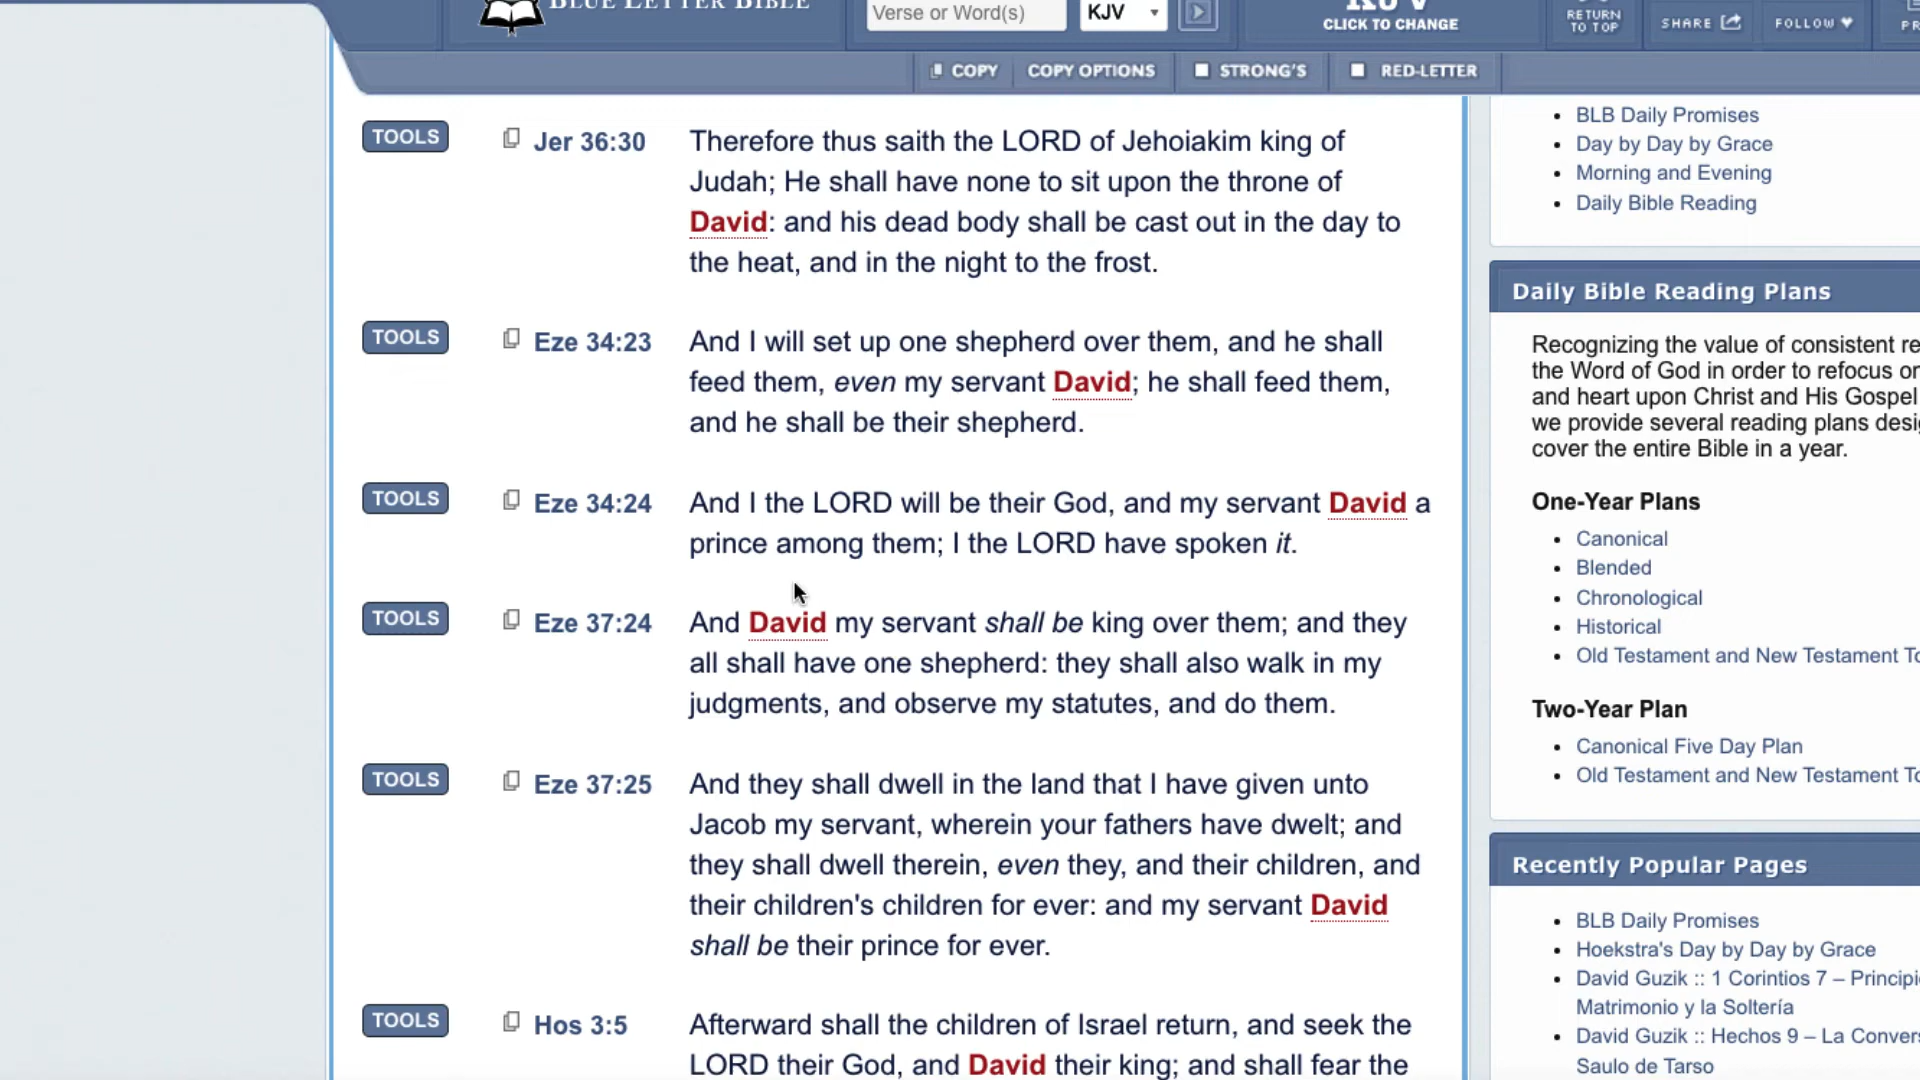 BLUE LETTER BIBLE
Verse or Word(s)
KJV
KJV
CLICK TO CHANGE
RETURN
TO TOP
SHARE
FOLLOW
COPY
COPY OPTIONS
STRONG'S
RED-LETTER
TOOLS
Jer 36:30
Therefore thus saith the LORD of Jehoiakim king of
Judah; He shall have none to sit upon the throne of
David: and his dead body shall be cast out in the day to
the heat, and in the night to the frost.
TOOLS
Eze 34:23
And I will set up one shepherd over them, and he shall
feed them, even my servant David; he shall feed them,
and he shall be their shepherd.
TOOLS
Eze 34:24
And I the LORD will be their God, and my servant David a
prince among them; I the LORD have spoken it.
TOOLS
Eze 37:24
And David my servant shall be king over them; and they
all shall have one shepherd: they shall also walk in my
judgments, and observe my statutes, and do them.
TOOLS
Eze 37:25
And they shall dwell in the land that I have given unto
Jacob my servant, wherein your fathers have dwelt; and
they shall dwell therein, even they, and their children, and
their children's children for ever: and my servant David
shall be their prince for ever.
TOOLS
Hos 3:5
Afterward shall the children of Israel return, and seek the
LORD their God, and David their king; and shall fear the
BLB Daily Promises
Day by Day by Grace
Morning and Evening
Daily Bible Reading
Daily Bible Reading Plans
Recognizing the value of consistent
the Word of God in order to refocus
and heart upon Christ and His Gospel
we provide several reading plans
cover the entire Bible in a year.
One-Year Plans
Canonical
Blended
Chronological
Historical
Old Testament and New Testament
Two-Year Plan
Canonical Five Day Plan
Old Testament and New Testament
Recently Popular Pages
BLB Daily Promises
Hoekstra's Day by Day by Grace
David Guzik :: 1 Corintios 7 –
Matrimonio y la Soltería
David Guzik :: Hechos 9 – La
Saulo de Tarso